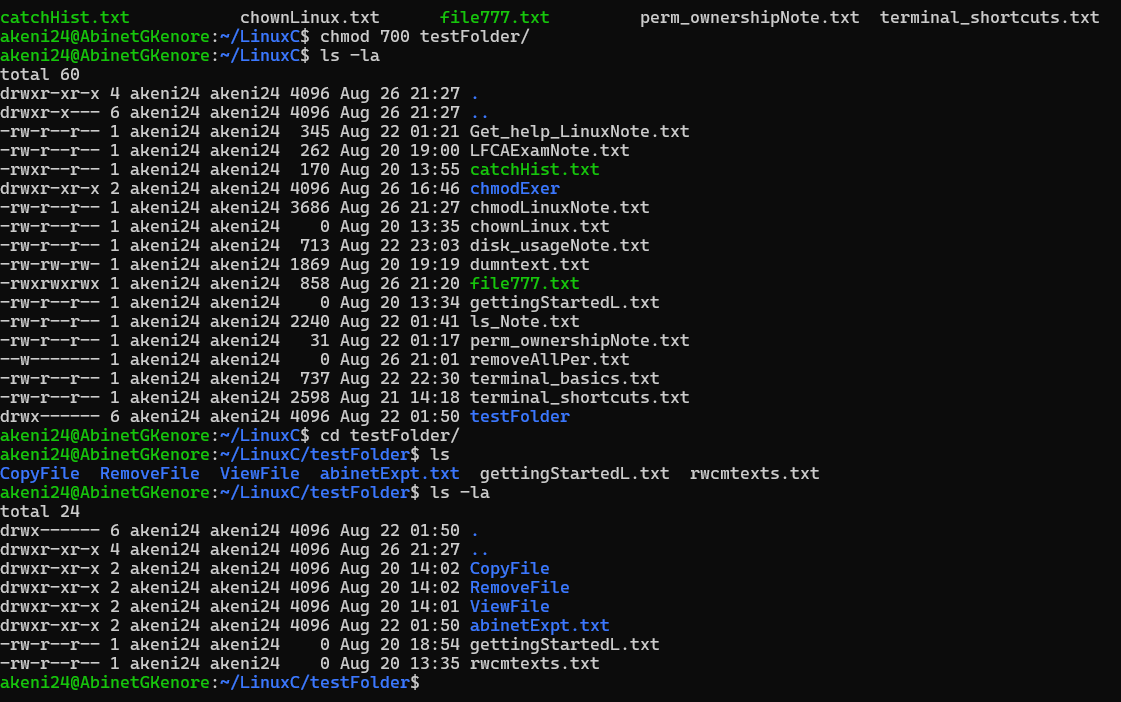 catchHist.txt           chownLinux.txt      file777.txt         perm_ownershipNote.txt  terminal_shortcuts.txt
akeni24@AbinetGKenore:~/LinuxC$ chmod 700 testFolder/
akeni24@AbinetGKenore:~/LinuxC$ ls -la
total 60
drwxr-xr-x 4 akeni24 akeni24 4096 Aug 26 21:27 .
drwxr-x--- 6 akeni24 akeni24 4096 Aug 26 21:27 ..
-rw-r--r-- 1 akeni24 akeni24  345 Aug 22 01:21 Get_help_LinuxNote.txt
-rw-r--r-- 1 akeni24 akeni24  262 Aug 20 19:00 LFCAExamNote.txt
-rwxr--r-- 1 akeni24 akeni24  170 Aug 20 13:55 catchHist.txt
drwxr-xr-x 2 akeni24 akeni24 4096 Aug 26 16:46 chmodExer
-rw-r--r-- 1 akeni24 akeni24 3686 Aug 26 21:27 chmodLinuxNote.txt
-rw-r--r-- 1 akeni24 akeni24    0 Aug 20 13:35 chownLinux.txt
-rw-r--r-- 1 akeni24 akeni24  713 Aug 22 23:03 disk_usageNote.txt
-rw-rw-rw- 1 akeni24 akeni24 1869 Aug 20 19:19 dumntext.txt
-rwxrwxrwx 1 akeni24 akeni24  858 Aug 26 21:20 file777.txt
-rw-r--r-- 1 akeni24 akeni24    0 Aug 20 13:34 gettingStartedL.txt
-rw-r--r-- 1 akeni24 akeni24 2240 Aug 22 01:41 ls_Note.txt
-rw-r--r-- 1 akeni24 akeni24   31 Aug 22 01:17 perm_ownershipNote.txt
--w------- 1 akeni24 akeni24    0 Aug 26 21:01 removeAllPer.txt
-rw-r--r-- 1 akeni24 akeni24  737 Aug 22 22:30 terminal_basics.txt
-rw-r--r-- 1 akeni24 akeni24 2598 Aug 21 14:18 terminal_shortcuts.txt
drwx------ 6 akeni24 akeni24 4096 Aug 22 01:50 testFolder
akeni24@AbinetGKenore:~/LinuxC$ cd testFolder/
akeni24@AbinetGKenore:~/LinuxC/testFolder$ ls
CopyFile  RemoveFile  ViewFile  abinetExpt.txt  gettingStartedL.txt  rwcmtexts.txt
akeni24@AbinetGKenore:~/LinuxC/testFolder$ ls -la
total 24
drwx------ 6 akeni24 akeni24 4096 Aug 22 01:50 .
drwxr-xr-x 4 akeni24 akeni24 4096 Aug 26 21:27 ..
drwxr-xr-x 2 akeni24 akeni24 4096 Aug 20 14:02 CopyFile
drwxr-xr-x 2 akeni24 akeni24 4096 Aug 20 14:02 RemoveFile
drwxr-xr-x 2 akeni24 akeni24 4096 Aug 20 14:01 ViewFile
drwxr-xr-x 2 akeni24 akeni24 4096 Aug 22 01:50 abinetExpt.txt
-rw-r--r-- 1 akeni24 akeni24    0 Aug 20 18:54 gettingStartedL.txt
-rw-r--r-- 1 akeni24 akeni24    0 Aug 20 13:35 rwcmtexts.txt
akeni24@AbinetGKenore:~/LinuxC/testFolder$